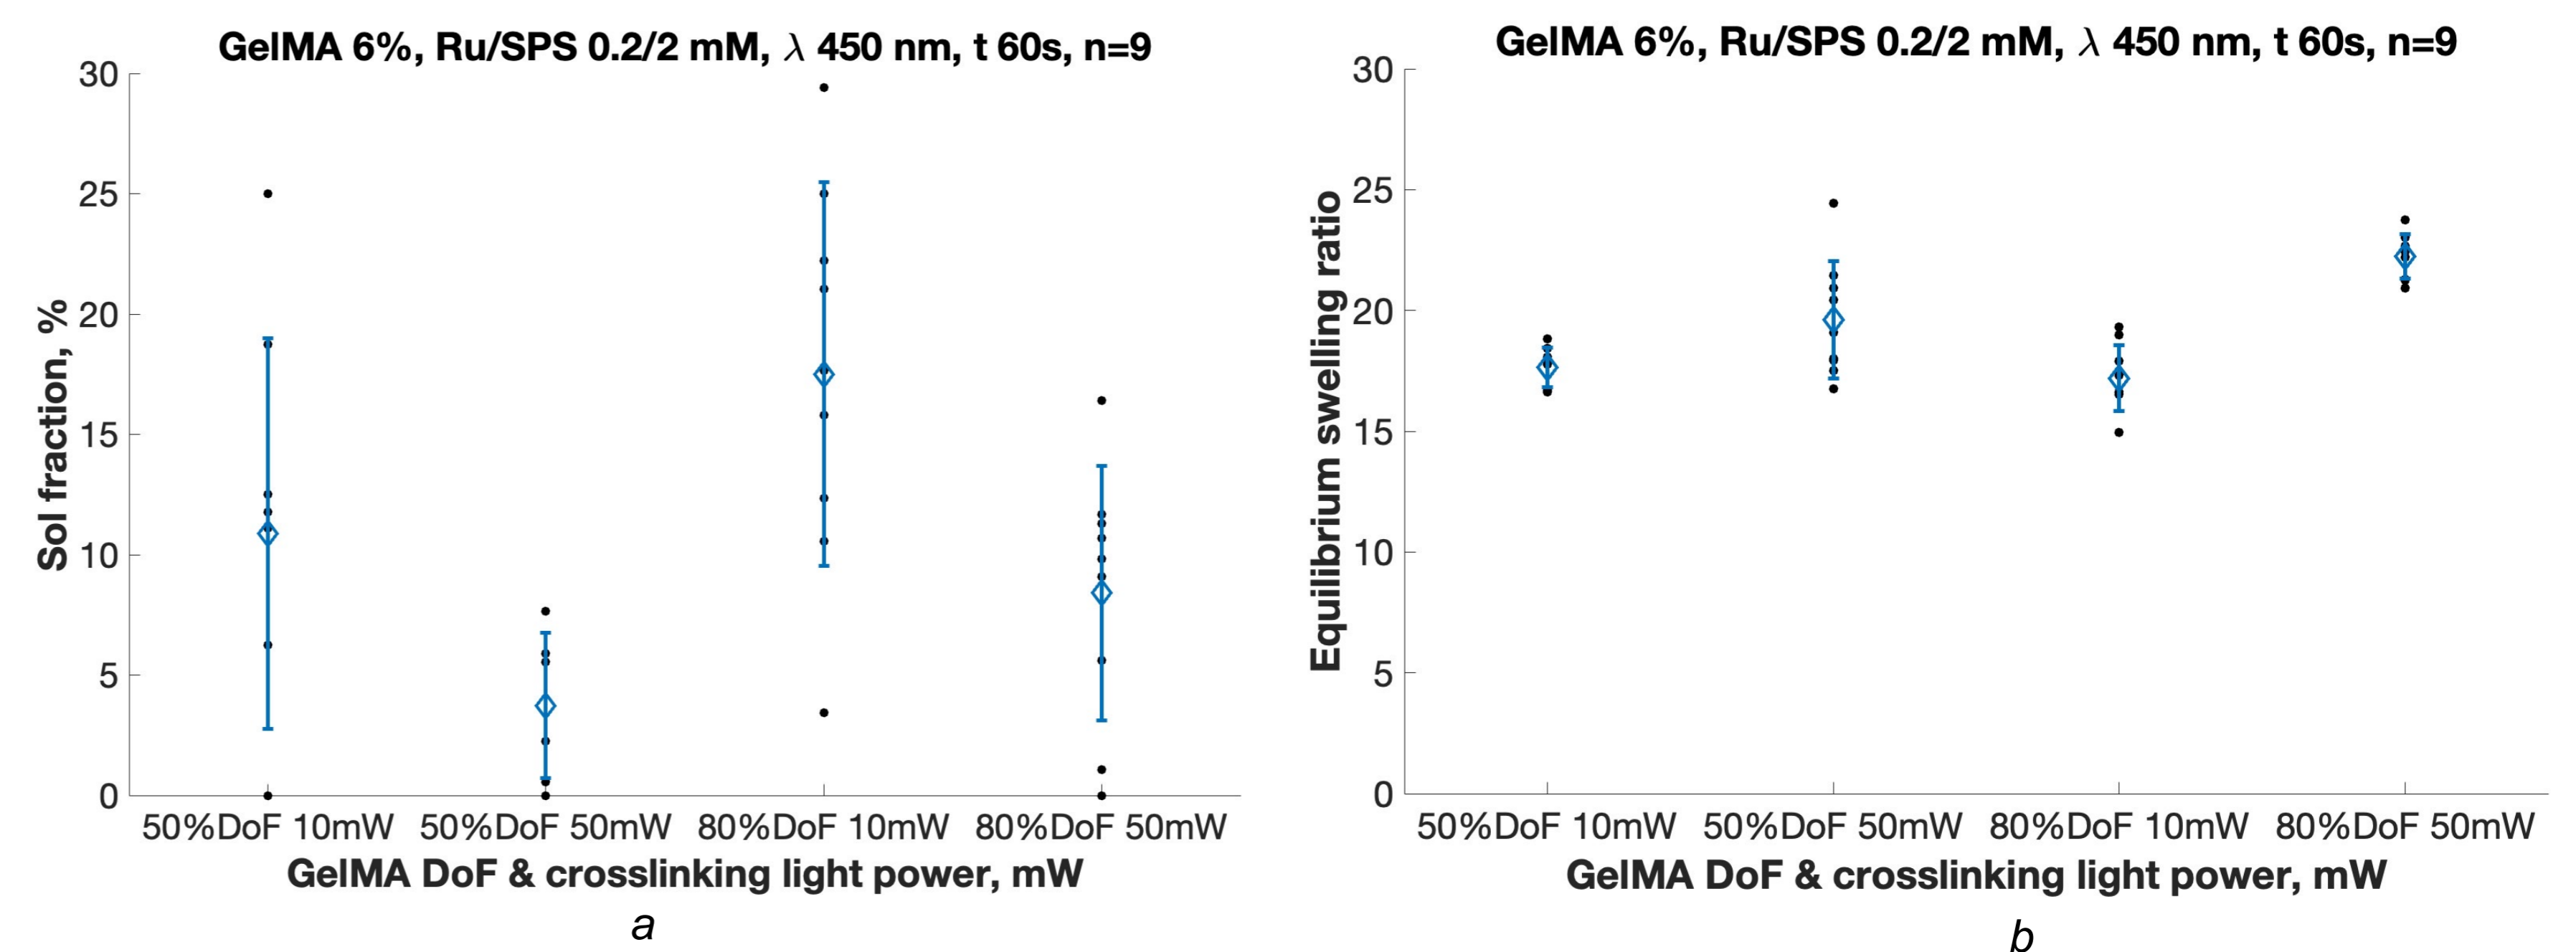 GelMA 6%, Ru/SPS 0.2/2 mM, λ 450 nm, t 60s, n=9
30
25
20
15
10
5
0
Sol fraction, %
50%DoF 10mW 50%DoF 50mW 80%DoF 10mW 80%DoF 50mW
GelMA DoF & crosslinking light power, mW
a
GelMA 6%, Ru/SPS 0.2/2 mM, λ 450 nm, t 60s, n=9
30
25
20
15
10
5
0
Equilibrium swelling ratio
50%DoF 10mW 50%DoF 50mW 80%DoF 10mW 80%DoF 50mW
GelMA DoF & crosslinking light power, mW
b